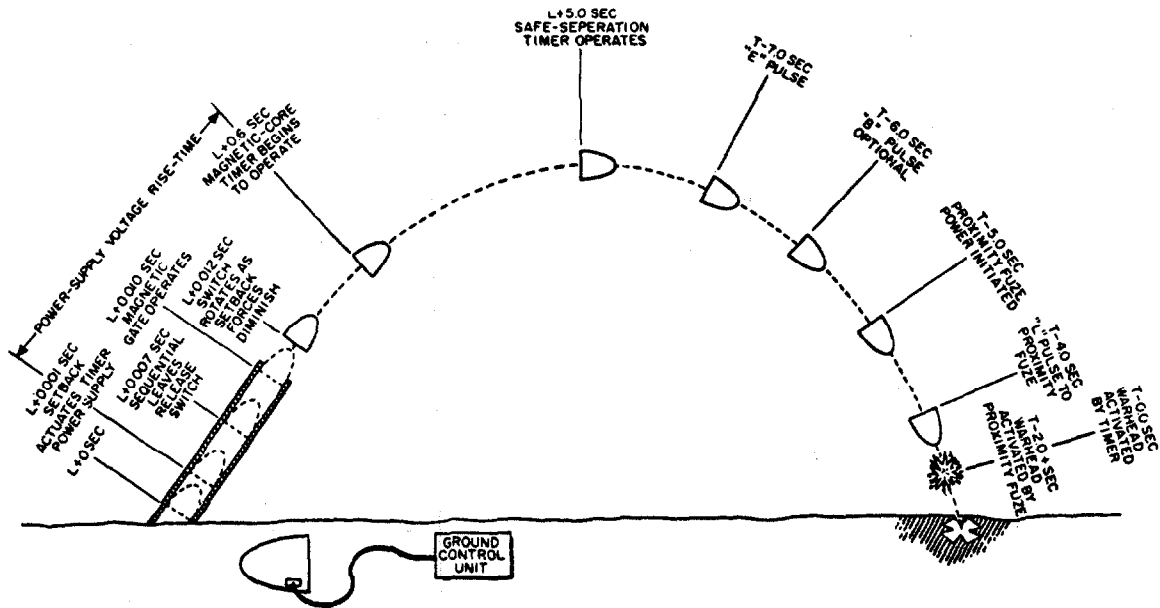 L+0 SEC
L+0.001 SEC
SETBACK
ACTUATES TIMER
POWER SUPPLY
L+0.007 SEC
SEQUENTIAL
LEAVES
RELEASE
SWITCH
L+0.010 SEC
MAGNETIC
GATE OPERATES
L+0.012 SEC
SWITCH
ROTATES AS
SETBACK
FORCES
DIMINISH
POWER-SUPPLY VOLTAGE RISE-TIME
L+0.6 SEC
MAGNETIC-CORE
TIMER BEGINS
TO OPERATE
L+5.0 SEC
SAFE-SEPERATION
TIMER OPERATES
T-7.0 SEC
"E" PULSE
T-6.0 SEC
"B" PULSE
OPTIONAL
T-5.0 SEC
PROXIMITY FUZE
POWER INITIATED
T-4.0 SEC
"L" PULSE TO
PROXIMITY
FUZE
T-2.0 + SEC
WARHEAD
ACTIVATED BY
PROXIMITY FUZE
T-0.0 SEC
WARHEAD
ACTIVATED
BY TIMER
GROUND
CONTROL
UNIT